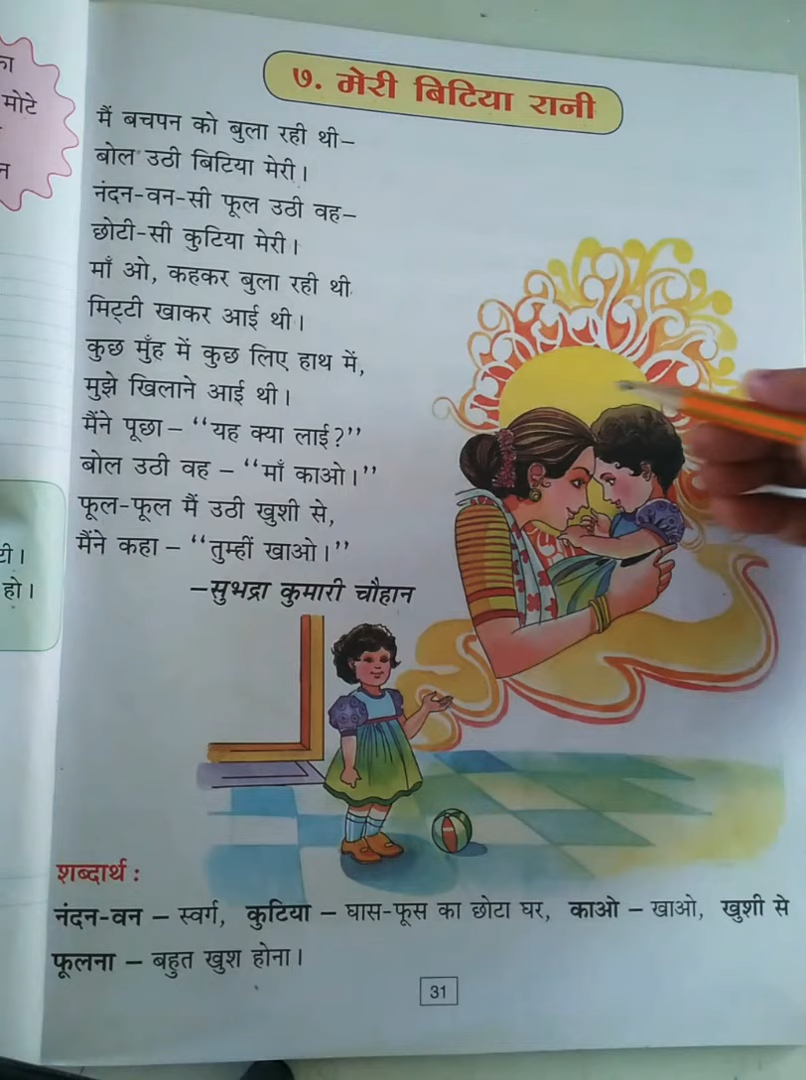 का
मोटे
न
टी।
हो।
७. मेरी बिटिया रानी
मैं बचपन को बुला रही थी–
बोल उठी बिटिया मेरी।
नंदन-वन-सी फूल उठी वह–
छोटी-सी कुटिया मेरी।
माँ ओ, कहकर बुला रही थी
मिट्टी खाकर आई थी।
कुछ मुँह में कुछ लिए हाथ में,
मुझे खिलाने आई थी।
मैंने पूछा – “यह क्या लाई?”
बोल उठी वह – “माँ काओ।”
फूल-फूल मैं उठी खुशी से,
मैंने कहा – “तुम्हीं खाओ।”
–सुभद्रा कुमारी चौहान
शब्दार्थ :
नंदन-वन – स्वर्ग, कुटिया – घास-फूस का छोटा घर, काओ – खाओ, खुशी से
फूलना – बहुत खुश होना।
31